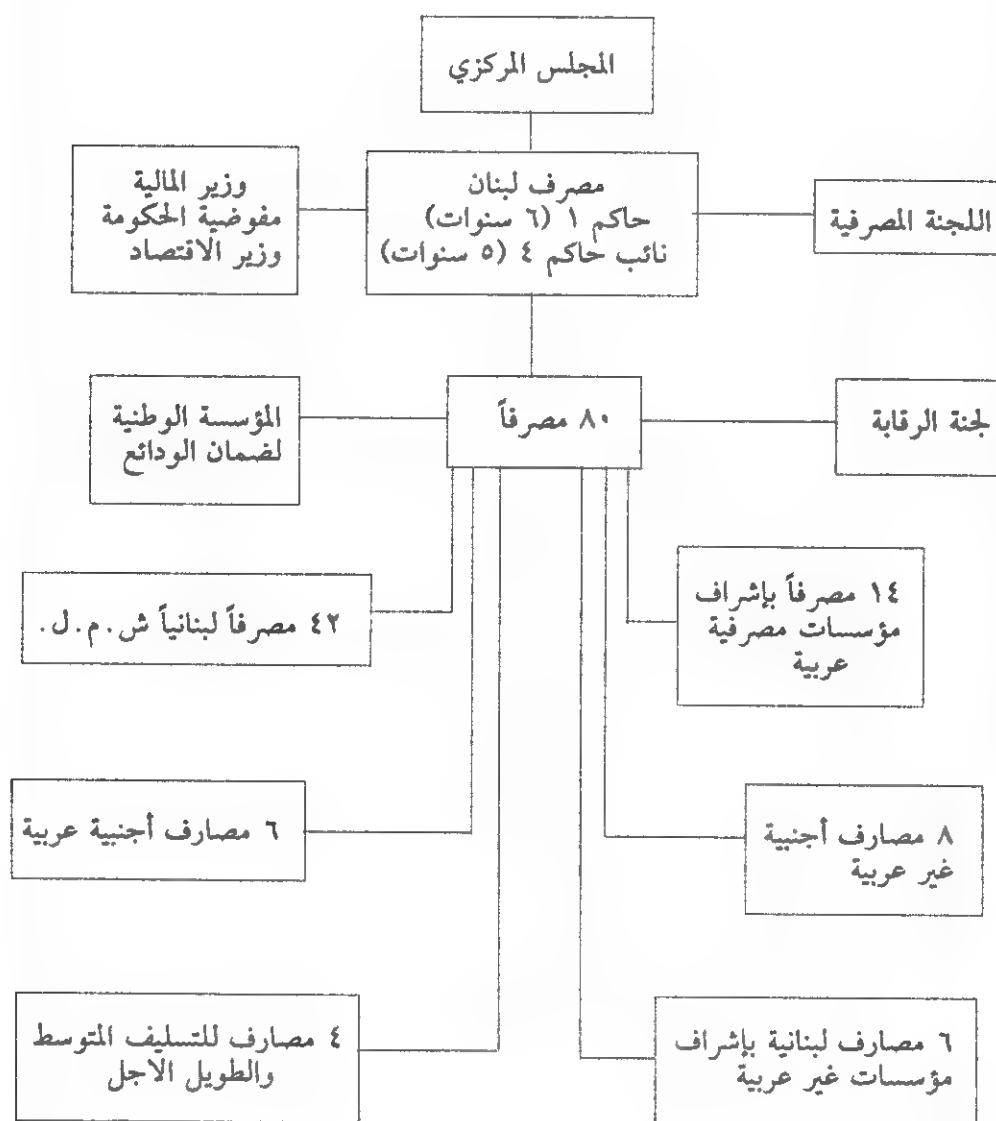 المجلس المركزي
مصرف لبنان
حاكم ١ (٦ سنوات)
نائب حاكم ٤ (٥ سنوات)
اللجنة المصرفية
وزير المالية
مفوضية الحكومة
وزير الاقتصاد
٨٠ مصرفاً
لجنة الرقابة
المؤسسة الوطنية
لضمان الودائع
١٤ مصرفاً بإشراف
مؤسسات مصرفية
عربية
٤٢ مصرفاً لبنانياً ش.م.ل.
٨ مصارف أجنبية
غير عربية
٦ مصارف أجنبية عربية
٦ مصارف لبنانية بإشراف
مؤسسات غير عربية
٤ مصارف للتسليف المتوسط
والطويل الاجل